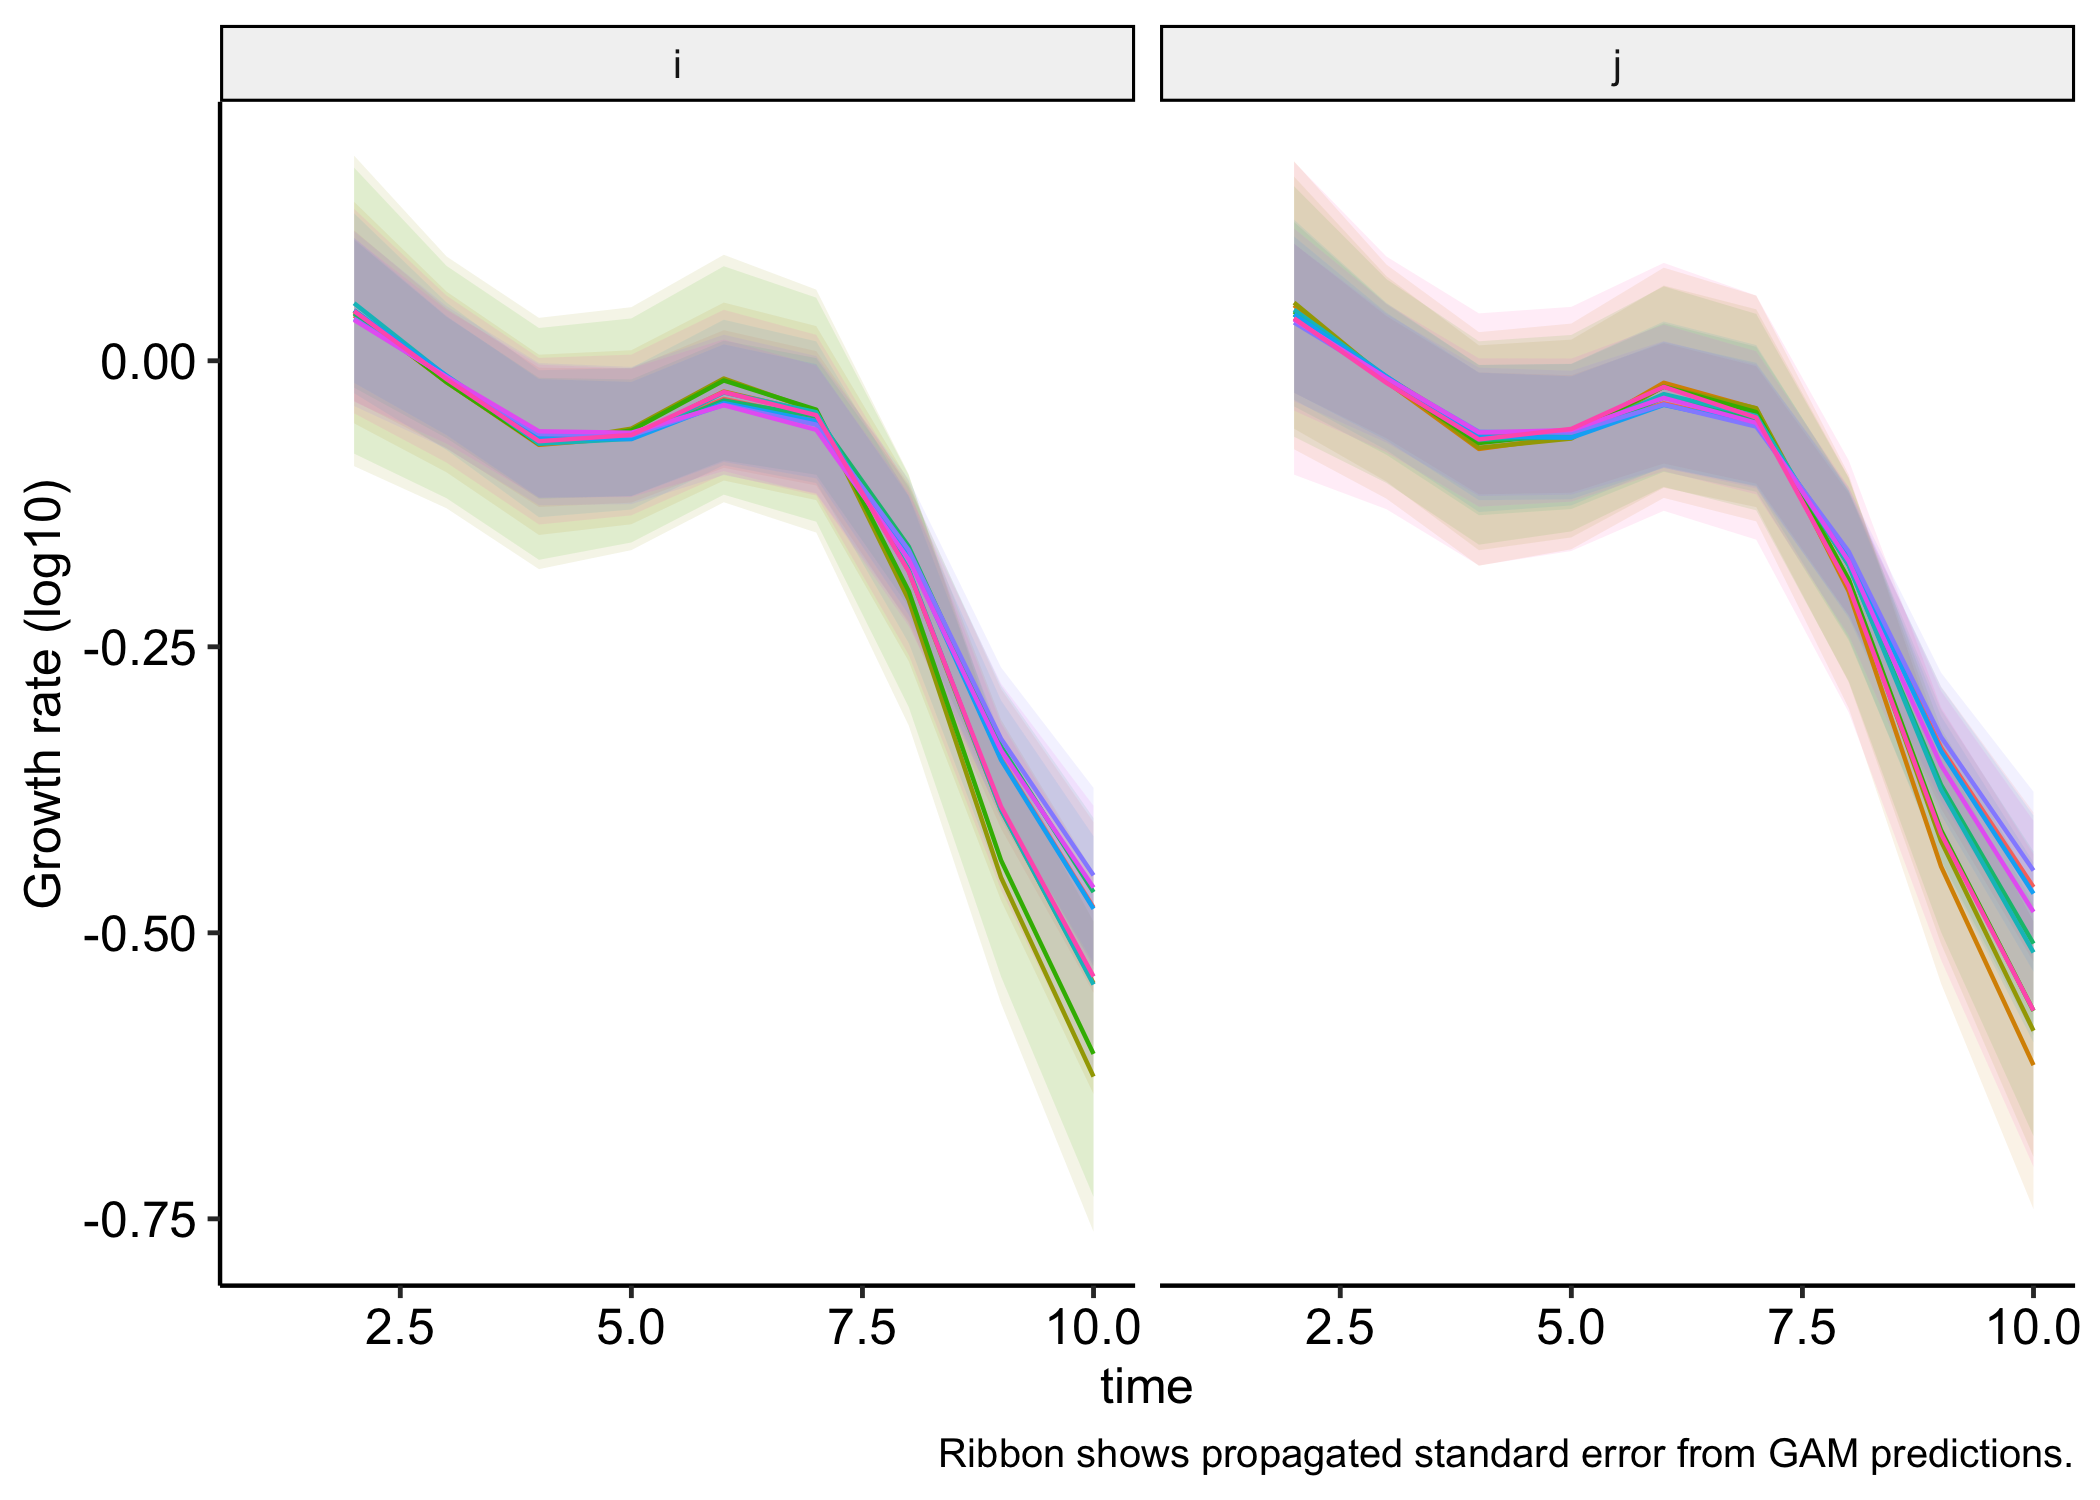 i
j
Growth rate (log10)
0.00
-0.25
-0.50
-0.75
2.5 5.0 7.5 10.0
2.5 5.0 7.5 10.0
time
Ribbon shows propagated standard error from GAM predictions.